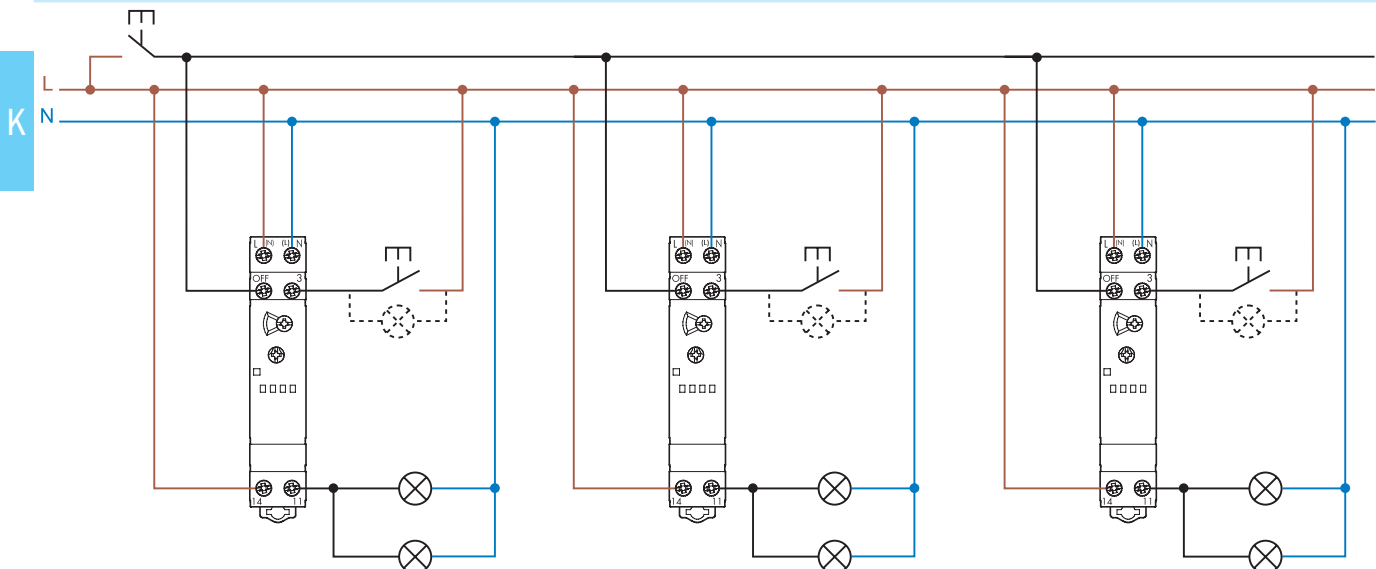 L
K
N
L (N) (L) N
OFF 3
14 11
L (N) (L) N
OFF 3
14 11
L (N) (L) N
OFF 3
14 11